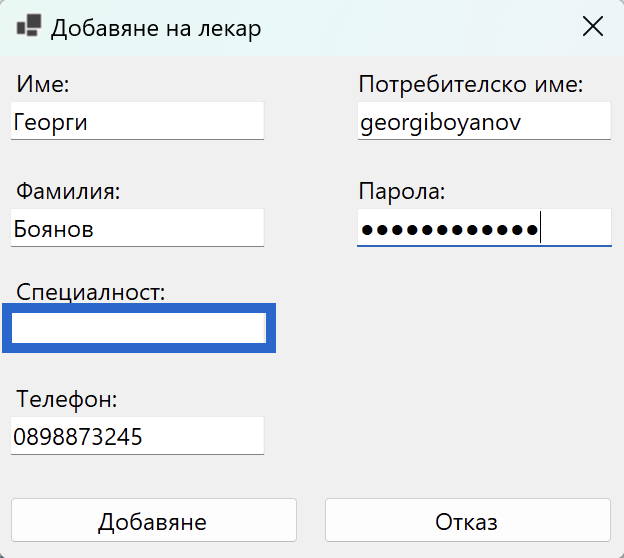 Добавяне на лекар
Име:
Георги
Потребителско име:
georgiboyanov
Фамилия:
Боянов
Парола:
●●●●●●●●●●●●
Специалност:
Телефон:
0898873245
Добавяне
Отказ